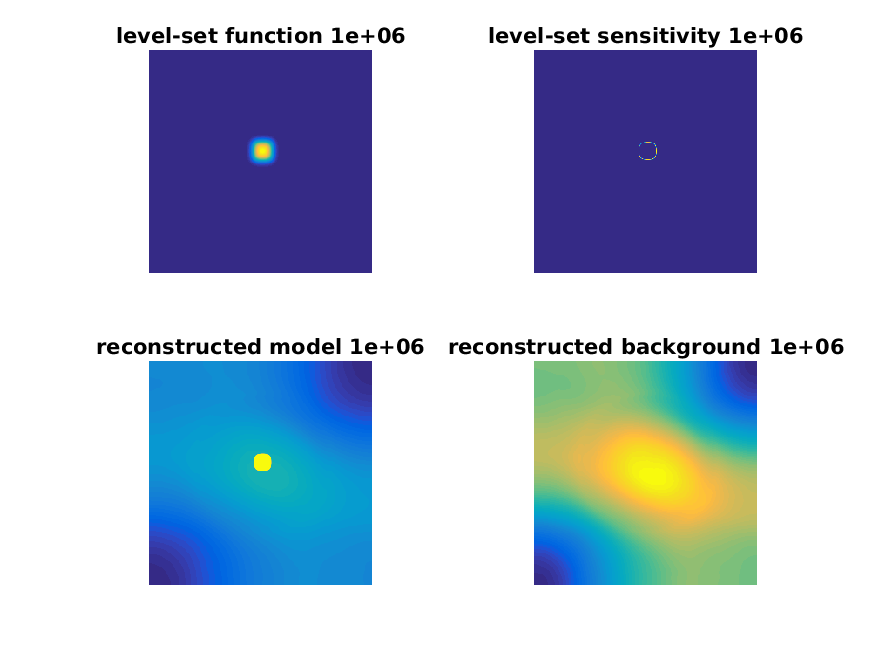 level-set function 1e+06
level-set sensitivity 1e+06
reconstructed model 1e+06
reconstructed background 1e+06